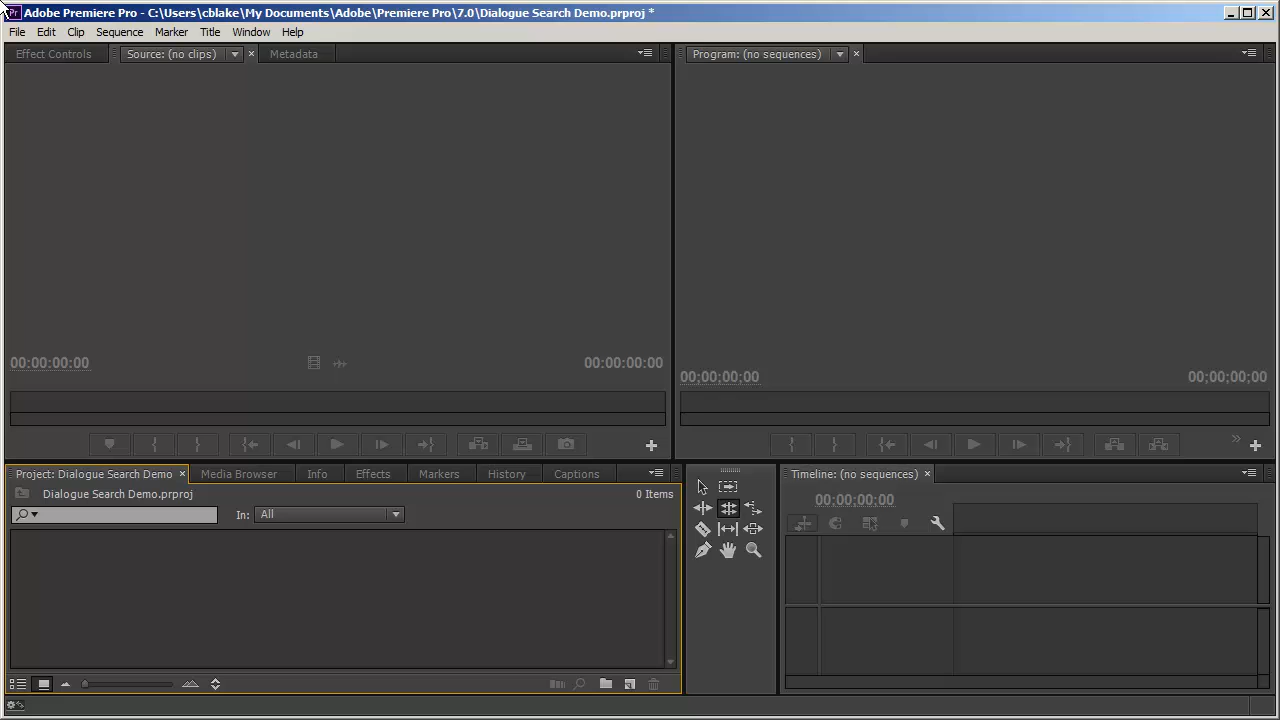 Pr Adobe Premiere Pro - C:\Users\cblake\My Documents\Adobe\Premiere Pro\7.0\Dialogue Search Demo.prproj *
File Edit Clip Sequence Marker Title Window Help
Effect Controls Source: (no clips) × Metadata
Program: (no sequences) ×
00:00:00:00 00:00:00:00
00;00;00;00 00;00;00;00
Project: Dialogue Search Demo × Media Browser Info Effects Markers History Captions
Dialogue Search Demo.prproj 0 Items
In: All
Timeline: (no sequences) ×
00:00:00:00